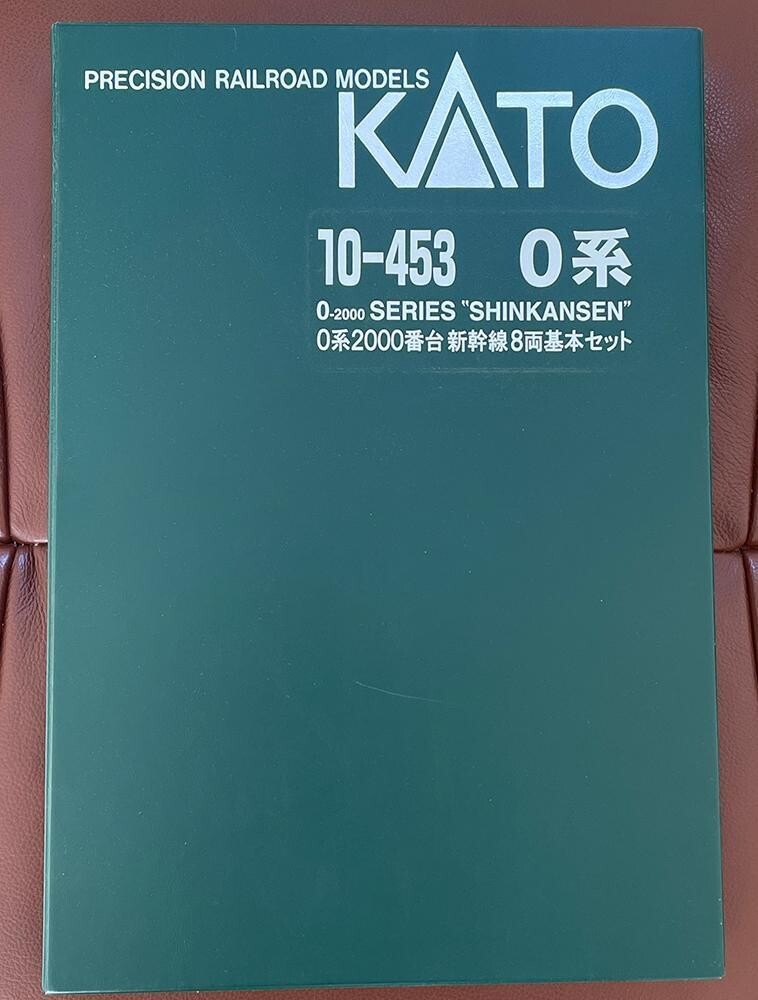 PRECISION RAILROAD MODELS
KATO
10-453 0系
0-2000 SERIES "SHINKANSEN"
0系2000番台 新幹線8両基本セット